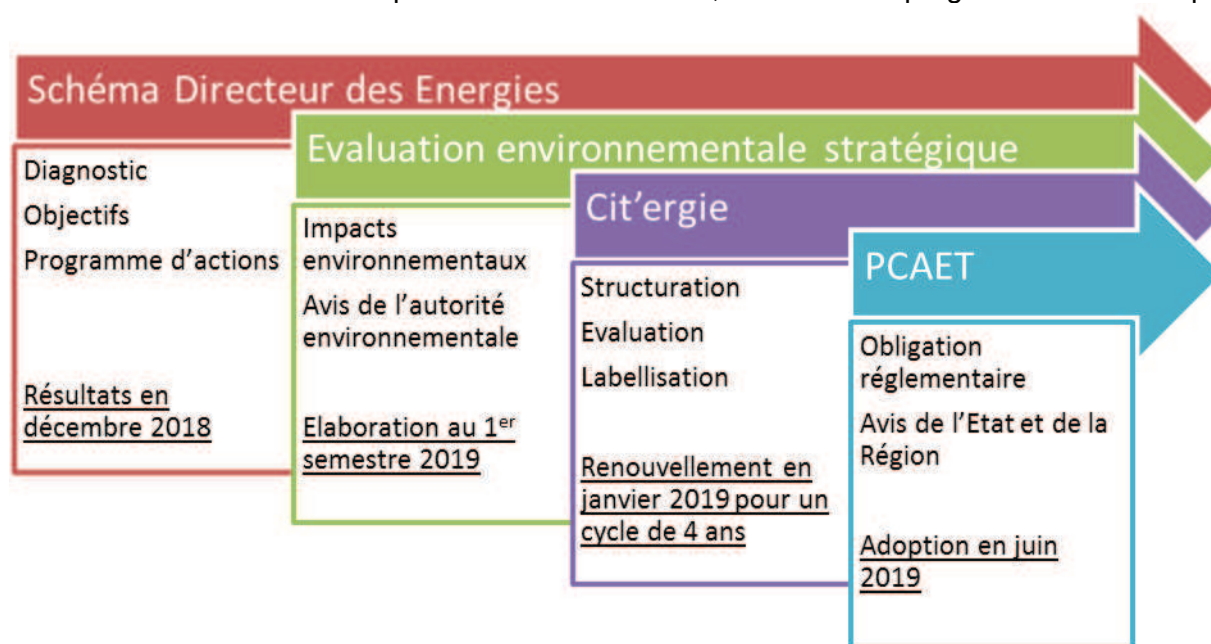 Schéma Directeur des Energies
Diagnostic
Objectifs
Programme d'actions
Résultats en
décembre 2018
Evaluation environnementale stratégique
Impacts
environnementaux
Avis de l'autorité
environnementale
Elaboration au 1er
semestre 2019
Cit'ergie
Structuration
Evaluation
Labellisation
Renouvellement en
janvier 2019 pour un
cycle de 4 ans
PCAET
Obligation
réglementaire
Avis de l'Etat et de la
Région
Adoption en juin
2019